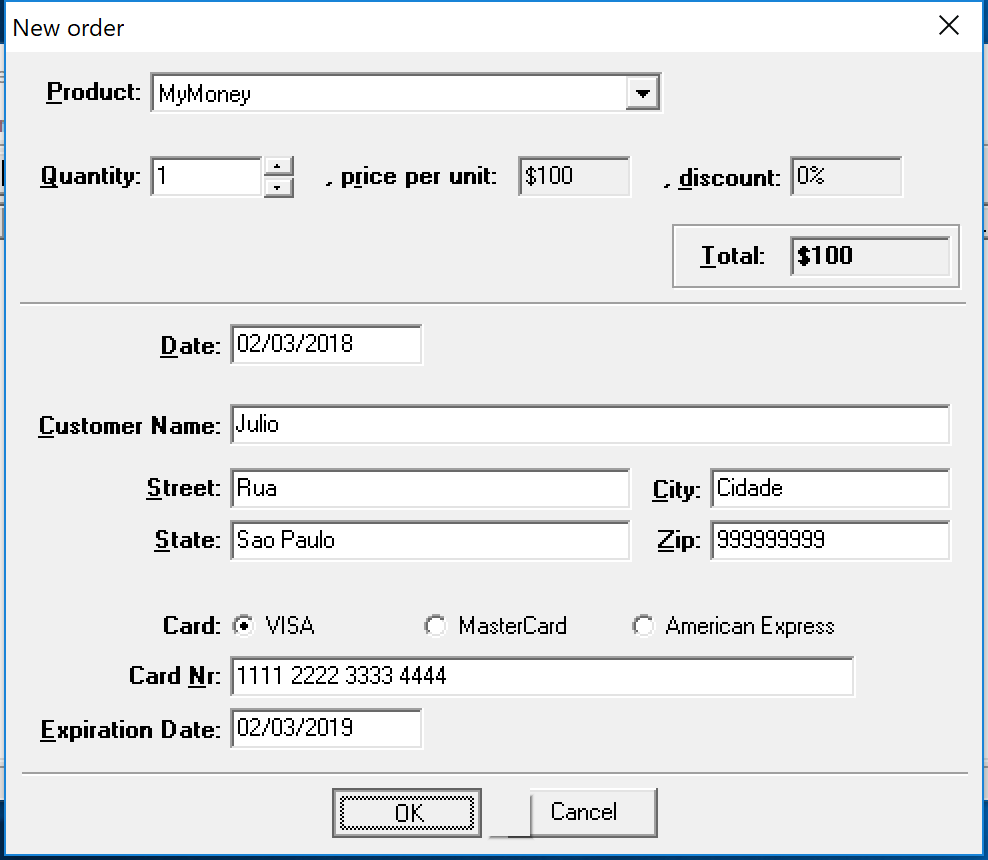 New order
Product: MyMoney
Quantity: 1 , price per unit: $100 , discount: 0%
Total: $100
Date: 02/03/2018
Customer Name: Julio
Street: Rua City: Cidade
State: Sao Paulo Zip: 999999999
Card: VISA MasterCard American Express
Card Nr: 1111 2222 3333 4444
Expiration Date: 02/03/2019
OK Cancel